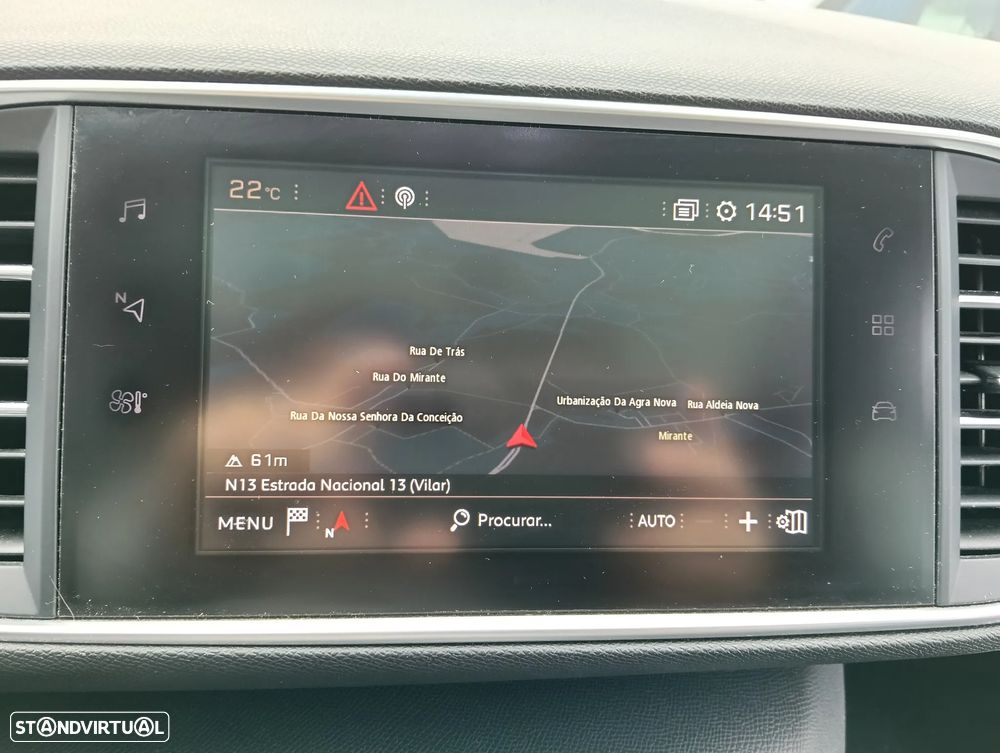 22°C
14:51
N
Rua De Trás
Rua Do Mirante
Urbanização Da Agra Nova
Rua Aldeia Nova
Rua Da Nossa Senhora Da Conceição
Mirante
61m
N13 Estrada Nacional 13 (Vilar)
MENU
N
Procurar...
AUTO
STANDVIRTUAL